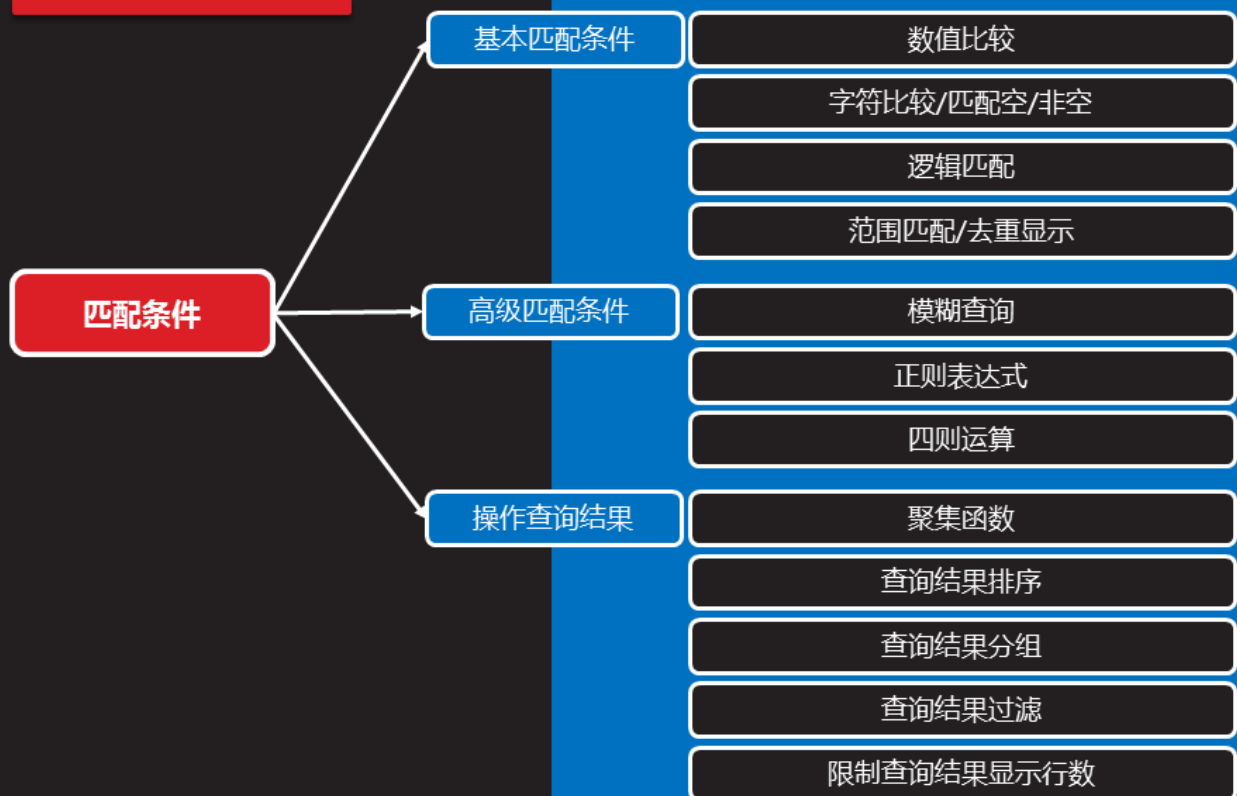 匹配条件
基本匹配条件
数值比较
字符比较/匹配空/非空
逻辑匹配
范围匹配/去重显示
高级匹配条件
模糊查询
正则表达式
四则运算
操作查询结果
聚集函数
查询结果排序
查询结果分组
查询结果过滤
限制查询结果显示行数